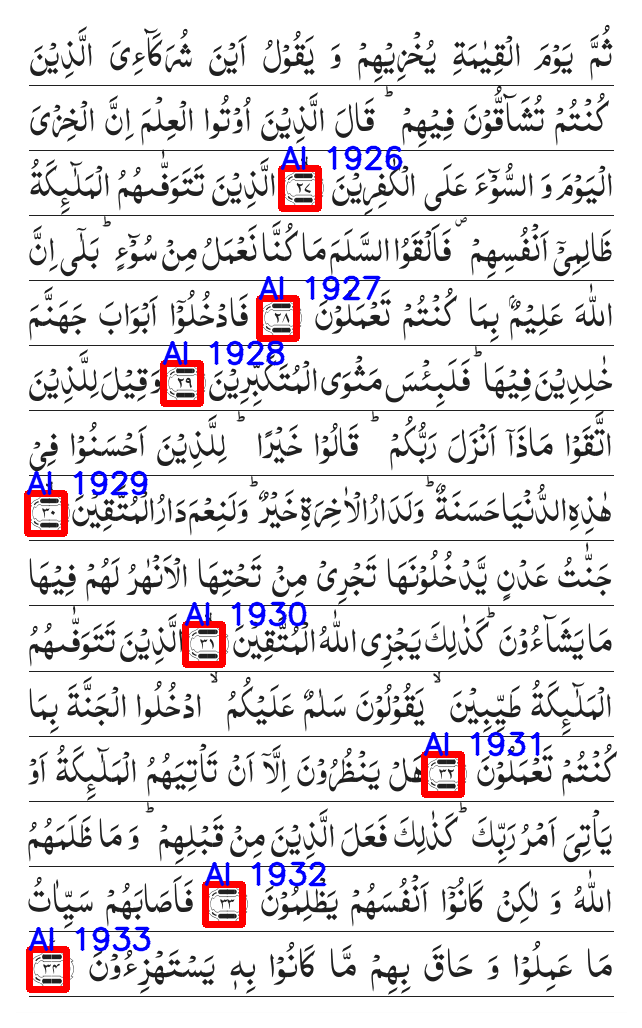 ثُمَّ يَوْمَ الْقِيٰمَةِ يُخْزِيْهِمْ وَ يَقُوْلُ اَيْنَ شُرَكَآءِىَ الَّذِيْنَ
كُنْتُمْ تُشَآقُّوْنَ فِيْهِمْ ؕ قَالَ الَّذِيْنَ اُوْتُوا الْعِلْمَ اِنَّ الْخِزْىَ
AI 1926
الْيَوْمَ وَ السُّوْٓءَ عَلَى الْكٰفِرِيْنَ ۲۷ الَّذِيْنَ تَتَوَفّٰىهُمُ الْمَلٰٓىِٕكَةُ
ظَالِمِىْۤ اَنْفُسِهِمْ ۪ فَاَلْقَوُا السَّلَمَ مَا كُنَّا نَعْمَلُ مِنْ سُوْٓءٍ ؕ بَلٰۤى اِنَّ
AI 1927
اللّٰهَ عَلِيْمٌۢ بِمَا كُنْتُمْ تَعْمَلُوْنَ ۲۸ فَادْخُلُوْۤا اَبْوَابَ جَهَنَّمَ
AI 1928
خٰلِدِيْنَ فِيْهَا ؕ فَلَبِئْسَ مَثْوَى الْمُتَكَبِّرِيْنَ ۲۹ وَقِيْلَ لِلَّذِيْنَ
اتَّقَوْا مَاذَاۤ اَنْزَلَ رَبُّكُمْ ؕ قَالُوْا خَيْرًا ؕ لِلَّذِيْنَ اَحْسَنُوْا فِىْ
AI 1929
هٰذِهِ الدُّنْيَا حَسَنَةٌ ؕ وَلَدَارُ الْاٰخِرَةِ خَيْرٌ ؕ وَلَنِعْمَ دَارُ الْمُتَّقِيْنَ ۳۰
جَنّٰتُ عَدْنٍ يَّدْخُلُوْنَهَا تَجْرِىْ مِنْ تَحْتِهَا الْاَنْهٰرُ لَهُمْ فِيْهَا
AI 1930
مَا يَشَآءُوْنَ ؕ كَذٰلِكَ يَجْزِى اللّٰهُ الْمُتَّقِيْنَ ۳۱ الَّذِيْنَ تَتَوَفّٰىهُمُ
الْمَلٰٓىِٕكَةُ طَيِّبِيْنَ ۙ يَقُوْلُوْنَ سَلٰمٌ عَلَيْكُمُ ۙ ادْخُلُوا الْجَنَّةَ بِمَا
AI 1931
كُنْتُمْ تَعْمَلُوْنَ ۳۲ هَلْ يَنْظُرُوْنَ اِلَّاۤ اَنْ تَاْتِيَهُمُ الْمَلٰٓىِٕكَةُ اَوْ
يَاْتِىَ اَمْرُ رَبِّكَ ؕ كَذٰلِكَ فَعَلَ الَّذِيْنَ مِنْ قَبْلِهِمْ ؕ وَ مَا ظَلَمَهُمُ
AI 1932
اللّٰهُ وَ لٰكِنْ كَانُوْۤا اَنْفُسَهُمْ يَظْلِمُوْنَ ۳۳ فَاَصَابَهُمْ سَيِّاٰتُ
AI 1933
مَا عَمِلُوْا وَ حَاقَ بِهِمْ مَّا كَانُوْا بِهٖ يَسْتَهْزِءُوْنَ ۳۴